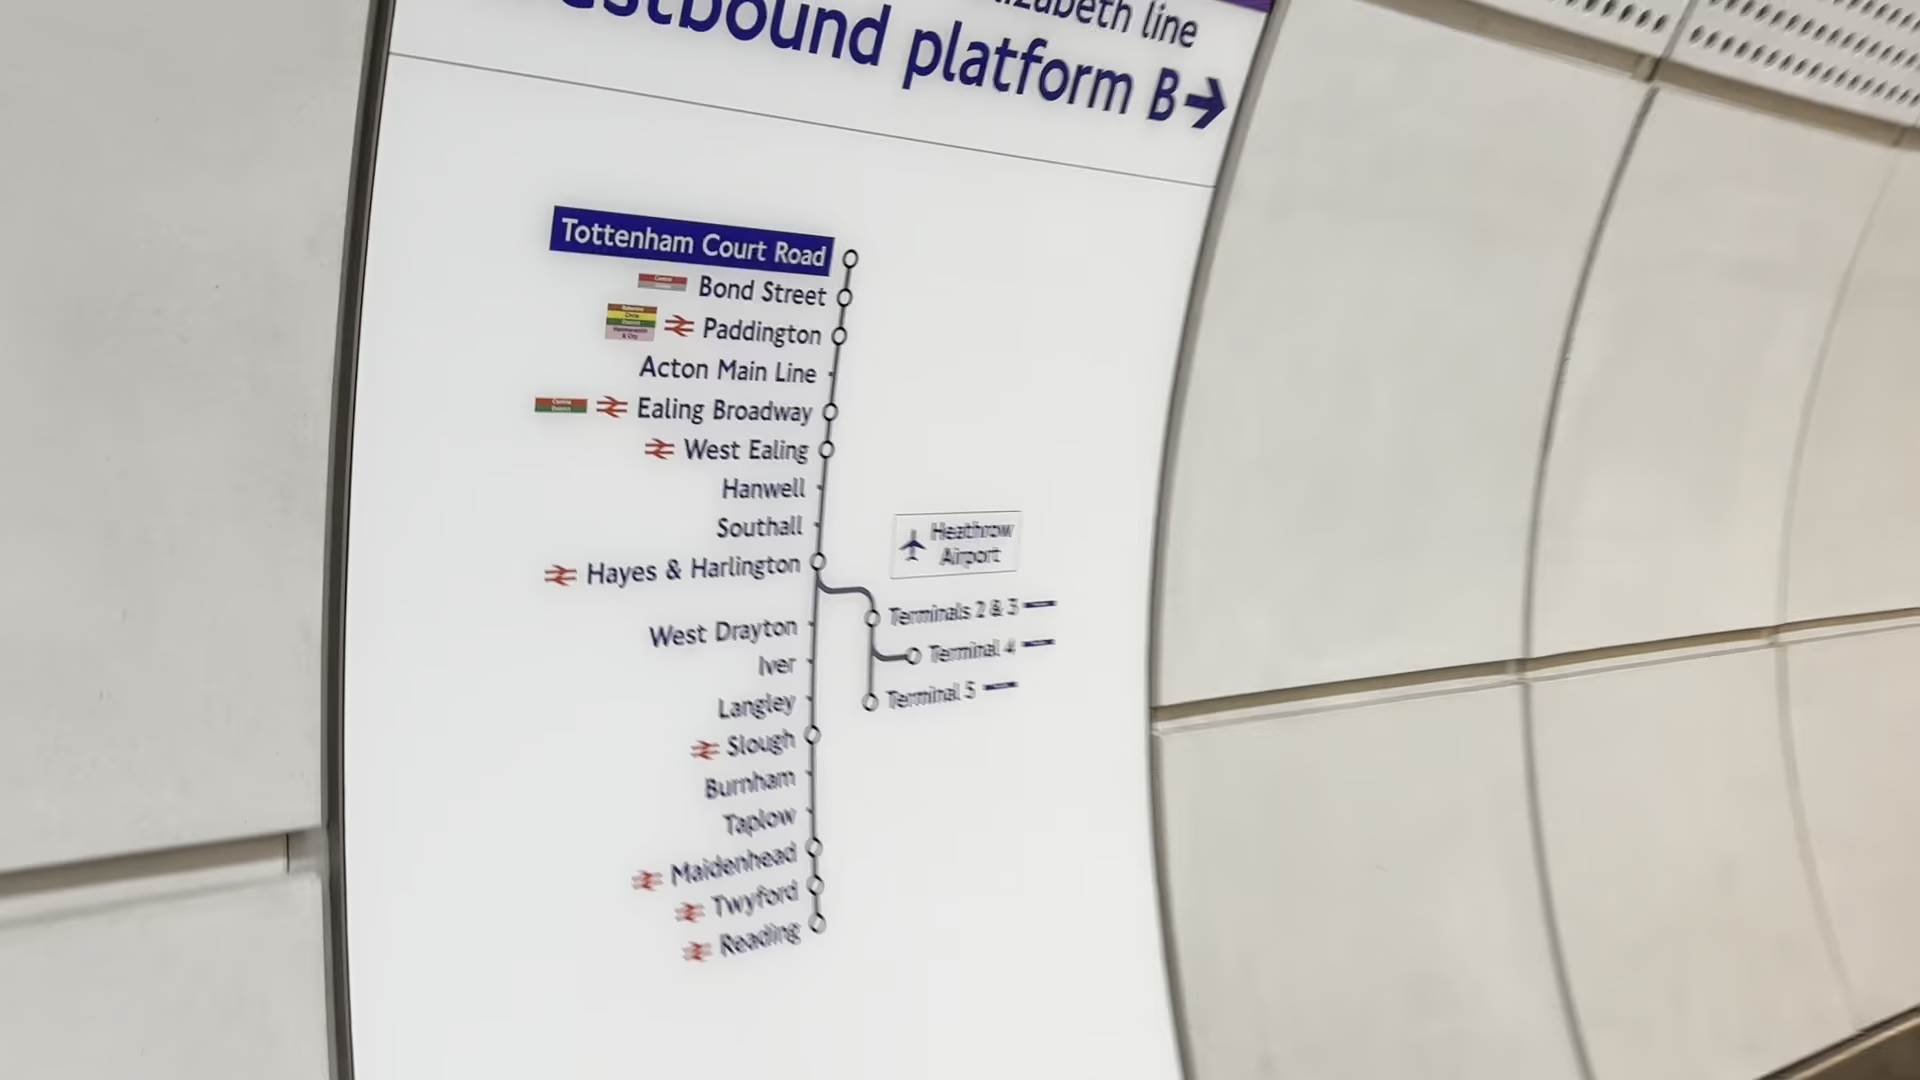 izabeth line
estbound platform B
Tottenham Court Road
Bond Street
Paddington
Acton Main Line
Ealing Broadway
West Ealing
Hanwell
Southall
Hayes & Harlington
Heathrow
Airport
Terminals 2 & 3
West Drayton
Terminal 4
Iver
Terminal 5
Langley
Slough
Burnham
Taplow
Maidenhead
Twyford
Reading